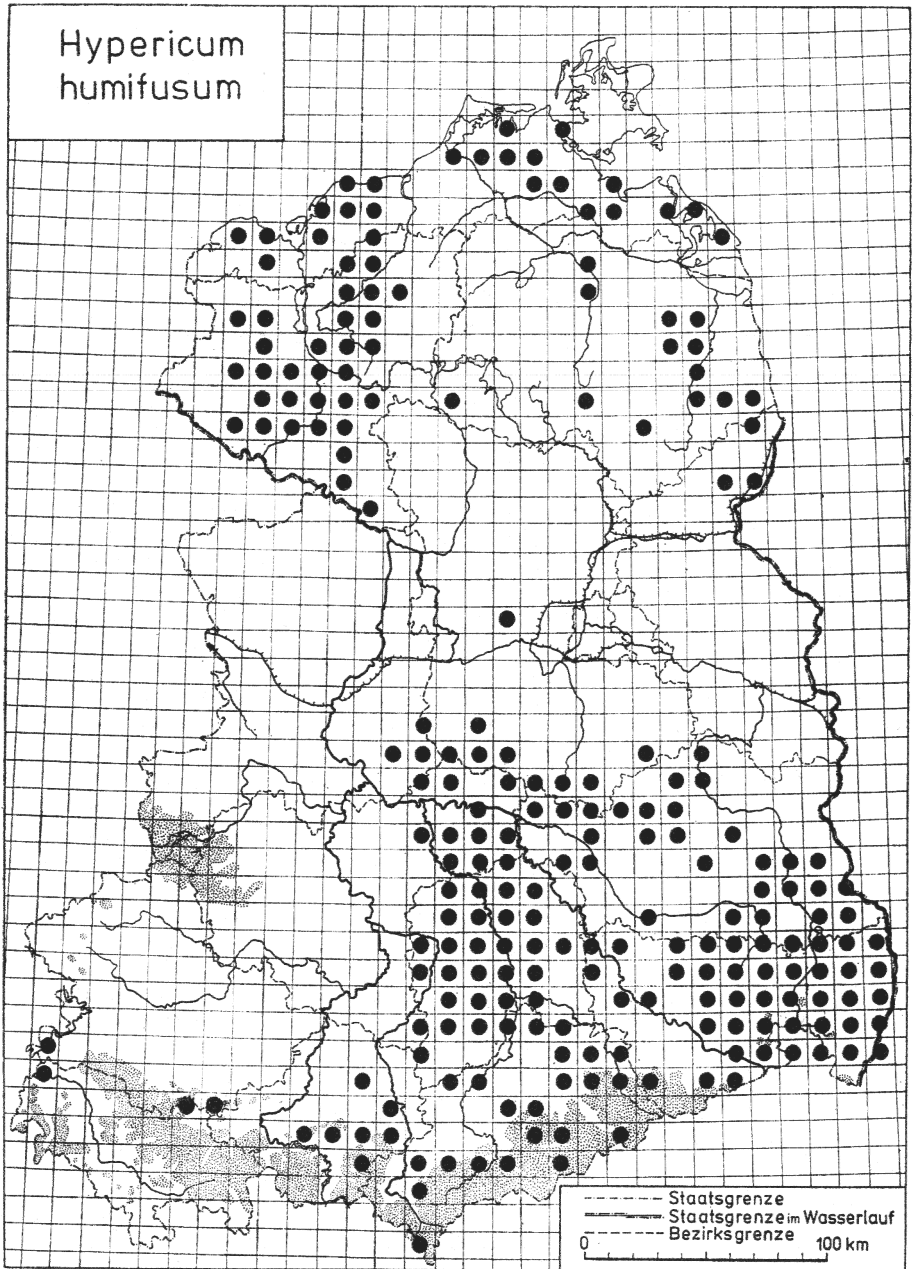 Hypericum
humifusum
Staatsgrenze
Staatsgrenze im Wasserlauf
Bezirksgrenze
0 100 km